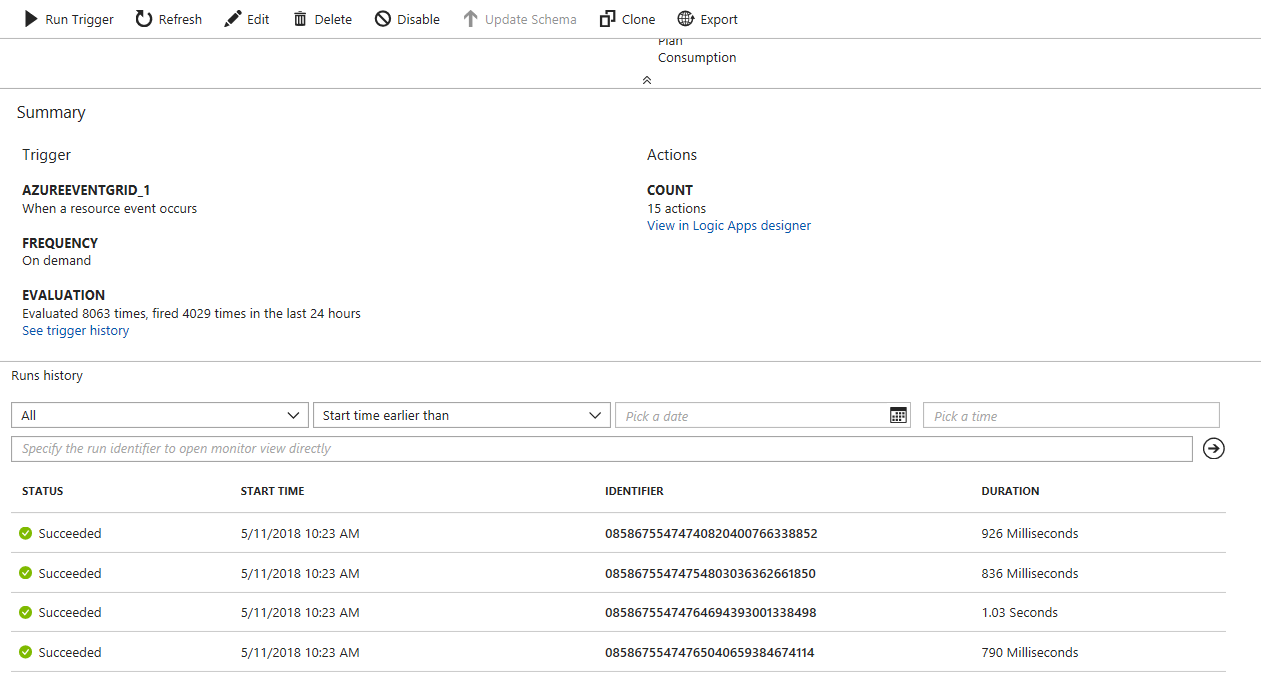 Run Trigger Refresh Edit Delete Disable Update Schema Clone Export
Plan
Consumption
Summary
Trigger
Actions
AZUREEVENTGRID_1
When a resource event occurs
COUNT
15 actions
View in Logic Apps designer
FREQUENCY
On demand
EVALUATION
Evaluated 8063 times, fired 4029 times in the last 24 hours
See trigger history
Runs history
All Start time earlier than Pick a date Pick a time
Specify the run identifier to open monitor view directly
STATUS START TIME IDENTIFIER DURATION
Succeeded 5/11/2018 10:23 AM 08586755474740820400766338852 926 Milliseconds
Succeeded 5/11/2018 10:23 AM 08586755474754803036362661850 836 Milliseconds
Succeeded 5/11/2018 10:23 AM 08586755474764694393001338498 1.03 Seconds
Succeeded 5/11/2018 10:23 AM 08586755474765040659384674114 790 Milliseconds